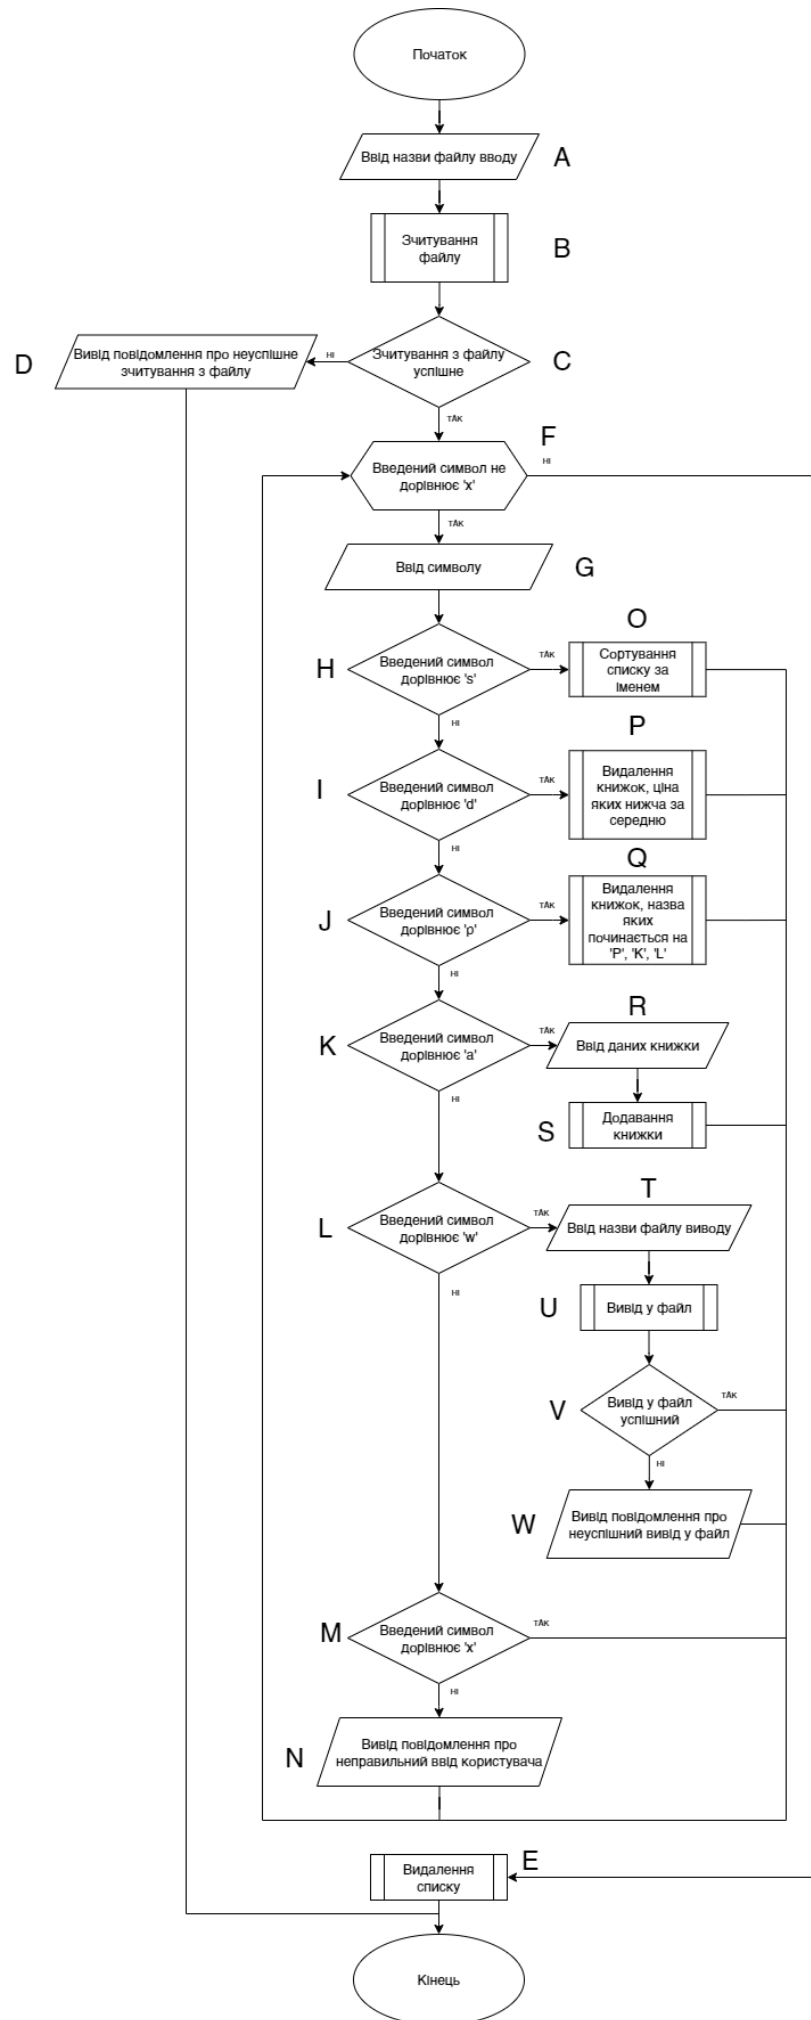 Початок
Ввід назви файлу вводу
A
Зчитування
файлу
B
Зчитування з файлу
успішне
C
ні
Вивід повідомлення про неуспішне
зчитування з файлу
D
так
F
Введений символ не
дорівнює 'x'
ні
так
Ввід символу
G
H
Введений символ
дорівнює 's'
так
O
Сортування
списку за
іменем
ні
I
Введений символ
дорівнює 'd'
так
P
Видалення
книжок, ціна
яких нижча за
середню
ні
J
Введений символ
дорівнює 'p'
так
Q
Видалення
книжок, назва
яких
починається на
'P', 'K', 'L'
ні
K
Введений символ
дорівнює 'a'
так
R
Ввід даних книжки
S
Додавання
книжки
ні
L
Введений символ
дорівнює 'w'
так
T
Ввід назви файлу виводу
U
Вивід у файл
V
Вивід у файл
успішний
так
ні
W
Вивід повідомлення про
неуспішний вивід у файл
ні
M
Введений символ
дорівнює 'x'
так
ні
N
Вивід повідомлення про
неправильний ввід користувача
E
Видалення
списку
Кінець